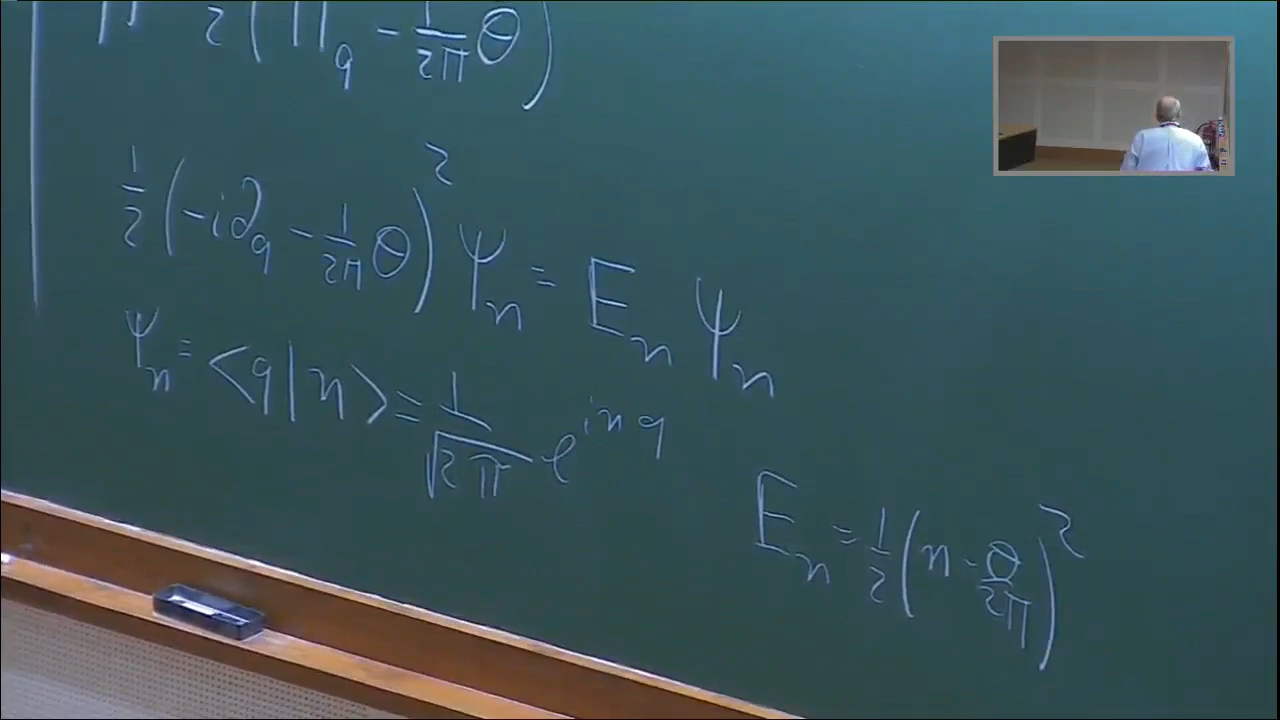 H = 1/2 ( Π_q - 1/2π θ )
1/2 ( -i∂_q - 1/2π θ )² ψ_n = E_n ψ_n
ψ_n = <q|n> = 1/√2π e^{inq}
E_n = 1/2 ( n - θ/2π )²